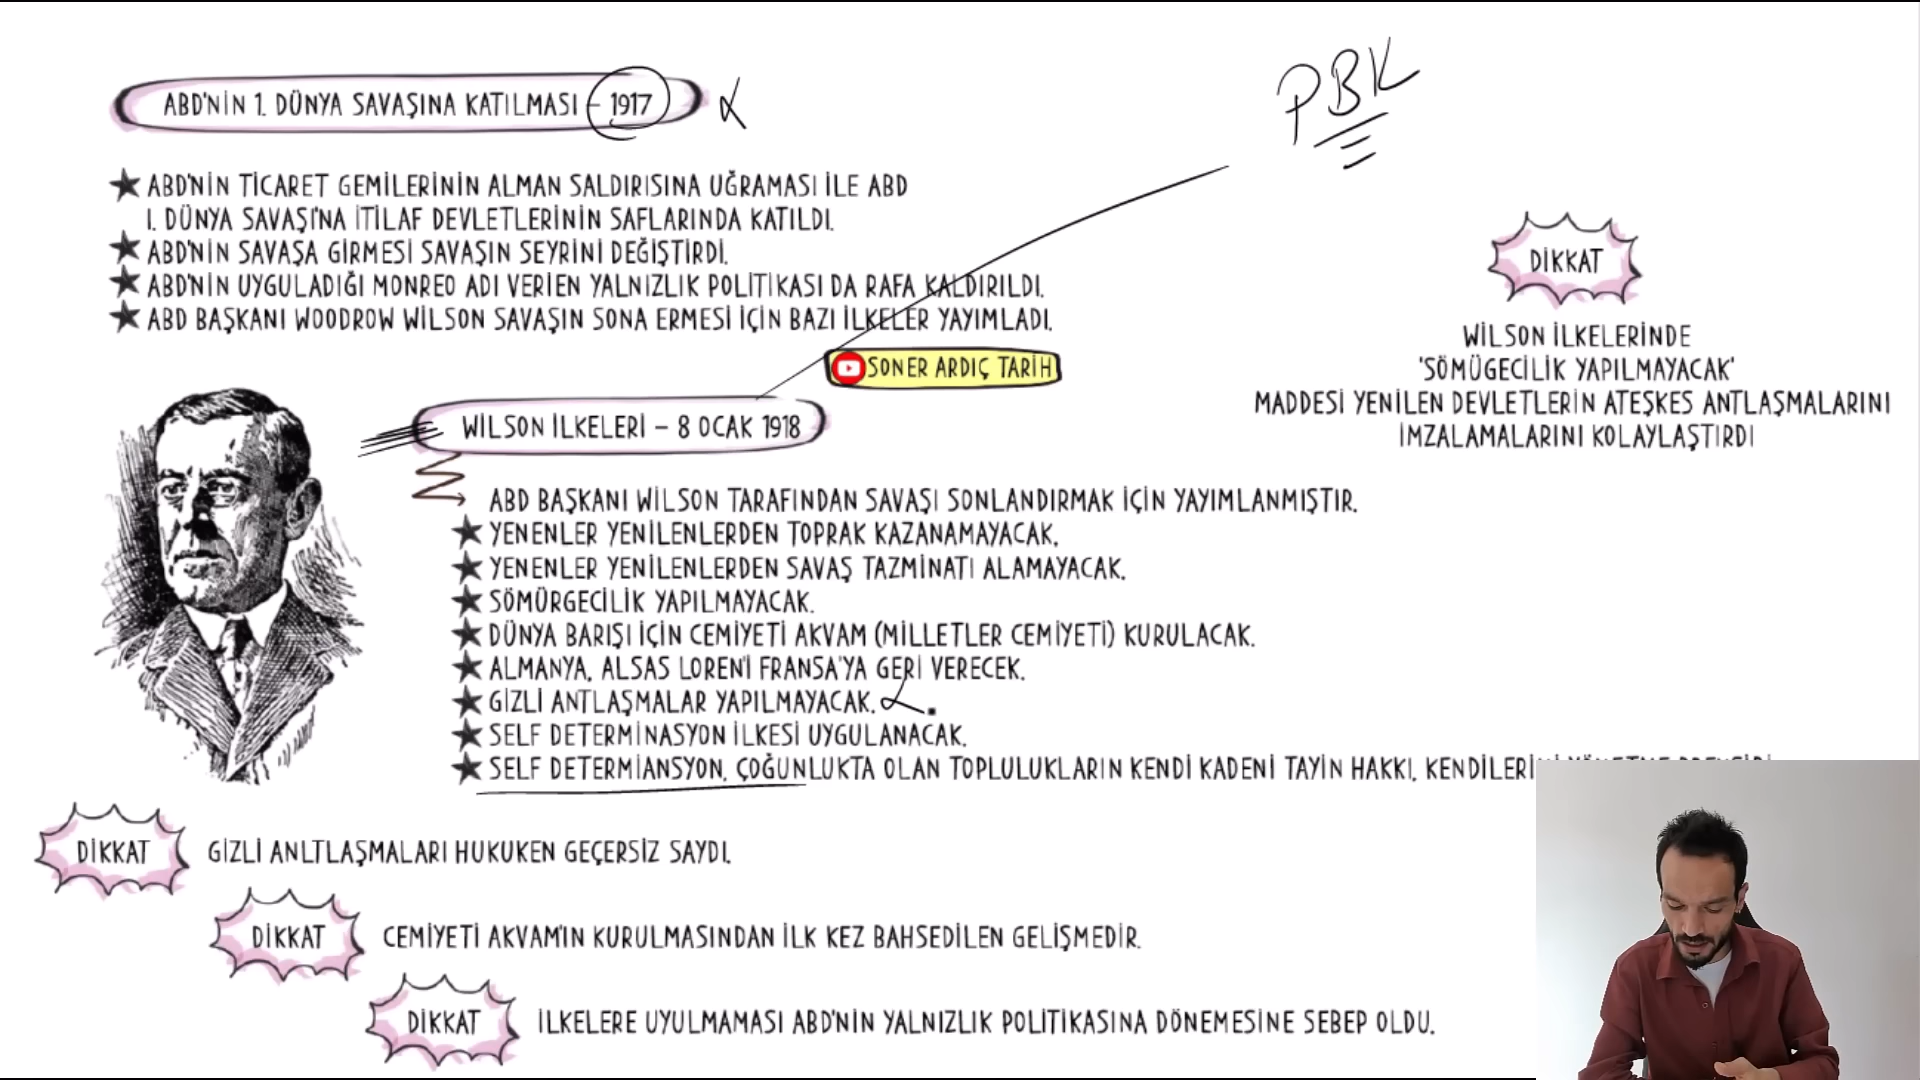 ABD'NİN 1. DÜNYA SAVAŞINA KATILMASI – 1917
PBK
★ ABD'NİN TİCARET GEMİLERİNİN ALMAN SALDIRISINA UĞRAMASI İLE ABD
I. DÜNYA SAVAŞI'NA İTİLAF DEVLETLERİNİN SAFLARINDA KATILDI.
★ ABD'NİN SAVAŞA GİRMESİ SAVAŞIN SEYRİNİ DEĞİŞTİRDİ.
★ ABD'NİN UYGULADIĞI MONREO ADI VERİEN YALNIZLIK POLİTİKASI DA RAFA KALDIRILDI.
★ ABD BAŞKANI WOODROW WILSON SAVAŞIN SONA ERMESİ İÇİN BAZI İLKELER YAYIMLADI.
SONER ARDIÇ TARİH
DİKKAT
WİLSON İLKELERİNDE
'SÖMÜGECİLİK YAPILMAYACAK'
MADDESİ YENİLEN DEVLETLERİN ATEŞKES ANTLAŞMALARINI
İMZALAMALARINI KOLAYLAŞTIRDI
WİLSON İLKELERİ – 8 OCAK 1918
ABD BAŞKANI WİLSON TARAFINDAN SAVAŞI SONLANDIRMAK İÇİN YAYIMLANMIŞTIR.
★ YENENLER YENİLENLERDEN TOPRAK KAZANAMAYACAK.
★ YENENLER YENİLENLERDEN SAVAŞ TAZMİNATI ALAMAYACAK.
★ SÖMÜRGECİLİK YAPILMAYACAK.
★ DÜNYA BARIŞI İÇİN CEMİYETİ AKVAM (MİLLETLER CEMİYETİ) KURULACAK.
★ ALMANYA, ALSAS LOREN'İ FRANSA'YA GERİ VERECEK.
★ GİZLİ ANTLAŞMALAR YAPILMAYACAK.
★ SELF DETERMİNASYON İLKESİ UYGULANACAK.
★ SELF DETERMİANSYON, ÇOĞUNLUKTA OLAN TOPLULUKLARIN KENDİ KADENİ TAYİN HAKKI,
DİKKAT GİZLİ ANLTLAŞMALARI HUKUKEN GEÇERSİZ SAYDI.
DİKKAT CEMİYETİ AKVAM'IN KURULMASINDAN İLK KEZ BAHSEDİLEN GELİŞMEDİR.
DİKKAT İLKELERE UYULMAMASI ABD'NİN YALNIZLIK POLİTİKASINA DÖNEMESİNE SEBEP OLDU.